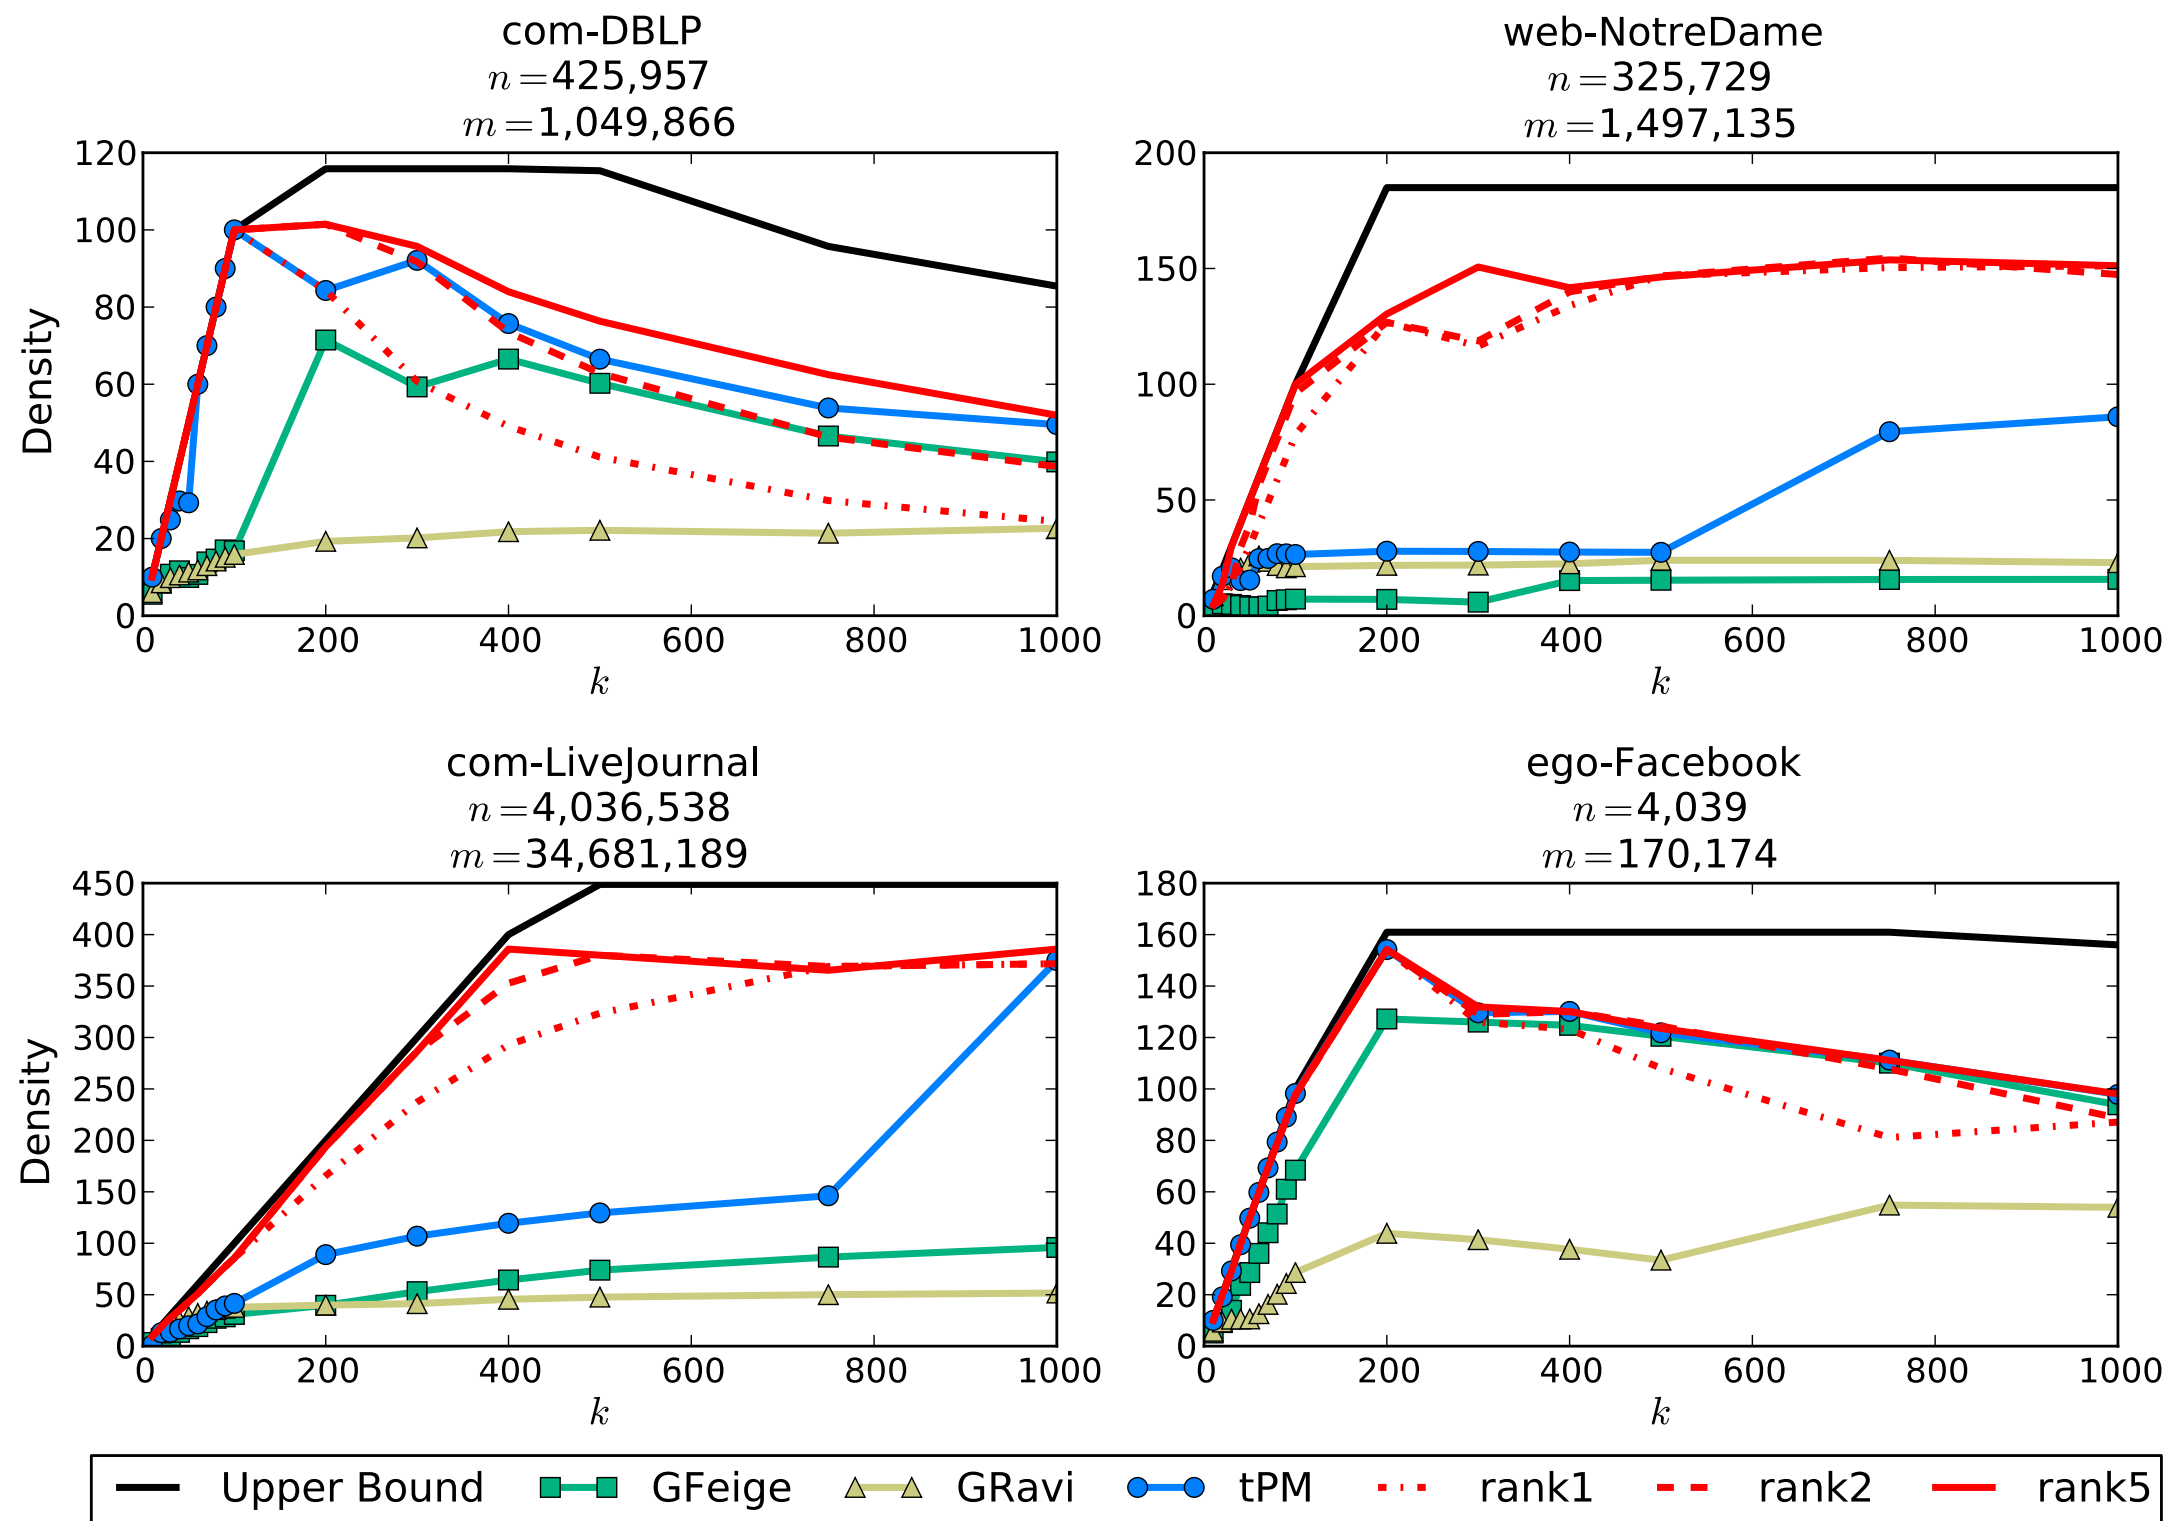 com-DBLP
n=425,957
m=1,049,866
120
100
80
60
40
20
0
Density
0 200 400 600 800 1000
k
web-NotreDame
n=325,729
m=1,497,135
200
150
100
50
0
0 200 400 600 800 1000
k
com-LiveJournal
n=4,036,538
m=34,681,189
450
400
350
300
250
200
150
100
50
0
Density
0 200 400 600 800 1000
k
ego-Facebook
n=4,039
m=170,174
180
160
140
120
100
80
60
40
20
0
0 200 400 600 800 1000
k
Upper Bound GFeige GRavi tPM rank1 rank2 rank5